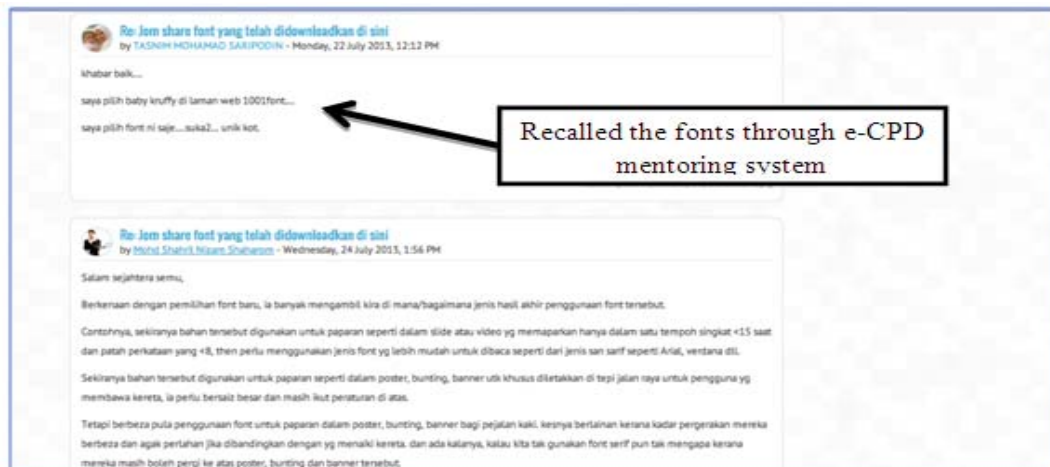 Re: Jom share font yang telah didownloadkan di sini
by TASNIM MOHAMAD SARIPODIN - Monday, 22 July 2013, 12:12 PM
khabar baik....
saya pilih baby kruffy di laman web 1001font....
saya pilih font ni saje....suka2... unik kot.
Recalled the fonts through e-CPD
mentoring system
Re: Jom share font yang telah didownloadkan di sini
by Mohd Shahril Nizam Shaharom - Wednesday, 24 July 2013, 1:56 PM
Salam sejahtera semu,
Berkenaan dengan pemilihan font baru, ia banyak mengambil kira di mana/bagaimana jenis hasil akhir penggunaan font tersebut.
Contohnya, sekiranya bahan tersebut digunakan untuk paparan seperti dalam slide atau video yg memaparkan hanya dalam satu tempoh singkat <15 saat
dan patah perkataan yang <8, then perlu menggunakan jenis font yg lebih mudah untuk dibaca seperti dari jenis san sarif seperti Arial, verdana dll.
Sekiranya bahan tersebut digunakan untuk paparan seperti dalam poster, bunting, banner utk khusus diletakkan di tepi jalan raya untuk pengguna yg
membawa kereta, ia perlu bersaiz besar dan masih ikut peraturan di atas.
Tetapi berbeza pula penggunaan font untuk paparan dalam poster, bunting, banner bagi pejalan kaki. kesnya berlainan kerana kadar pergerakan mereka
berbeza dan agak perlahan jika dibandingkan dengan yg menaiki kereta. dan ada kalanya, kalau kita tak gunakan font serif pun tak mengapa kerana
mereka masih boleh pergi ke atas poster, bunting dan banner tersebut.